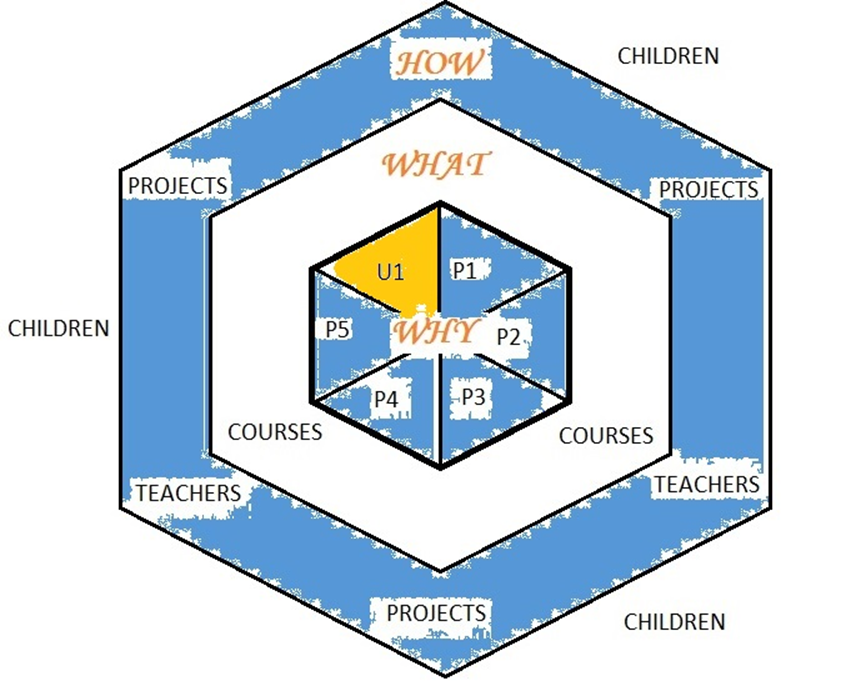 HOW
CHILDREN
WHAT
PROJECTS
PROJECTS
U1
P1
CHILDREN
P5
WHY
P2
P4
P3
COURSES
COURSES
TEACHERS
TEACHERS
PROJECTS
CHILDREN